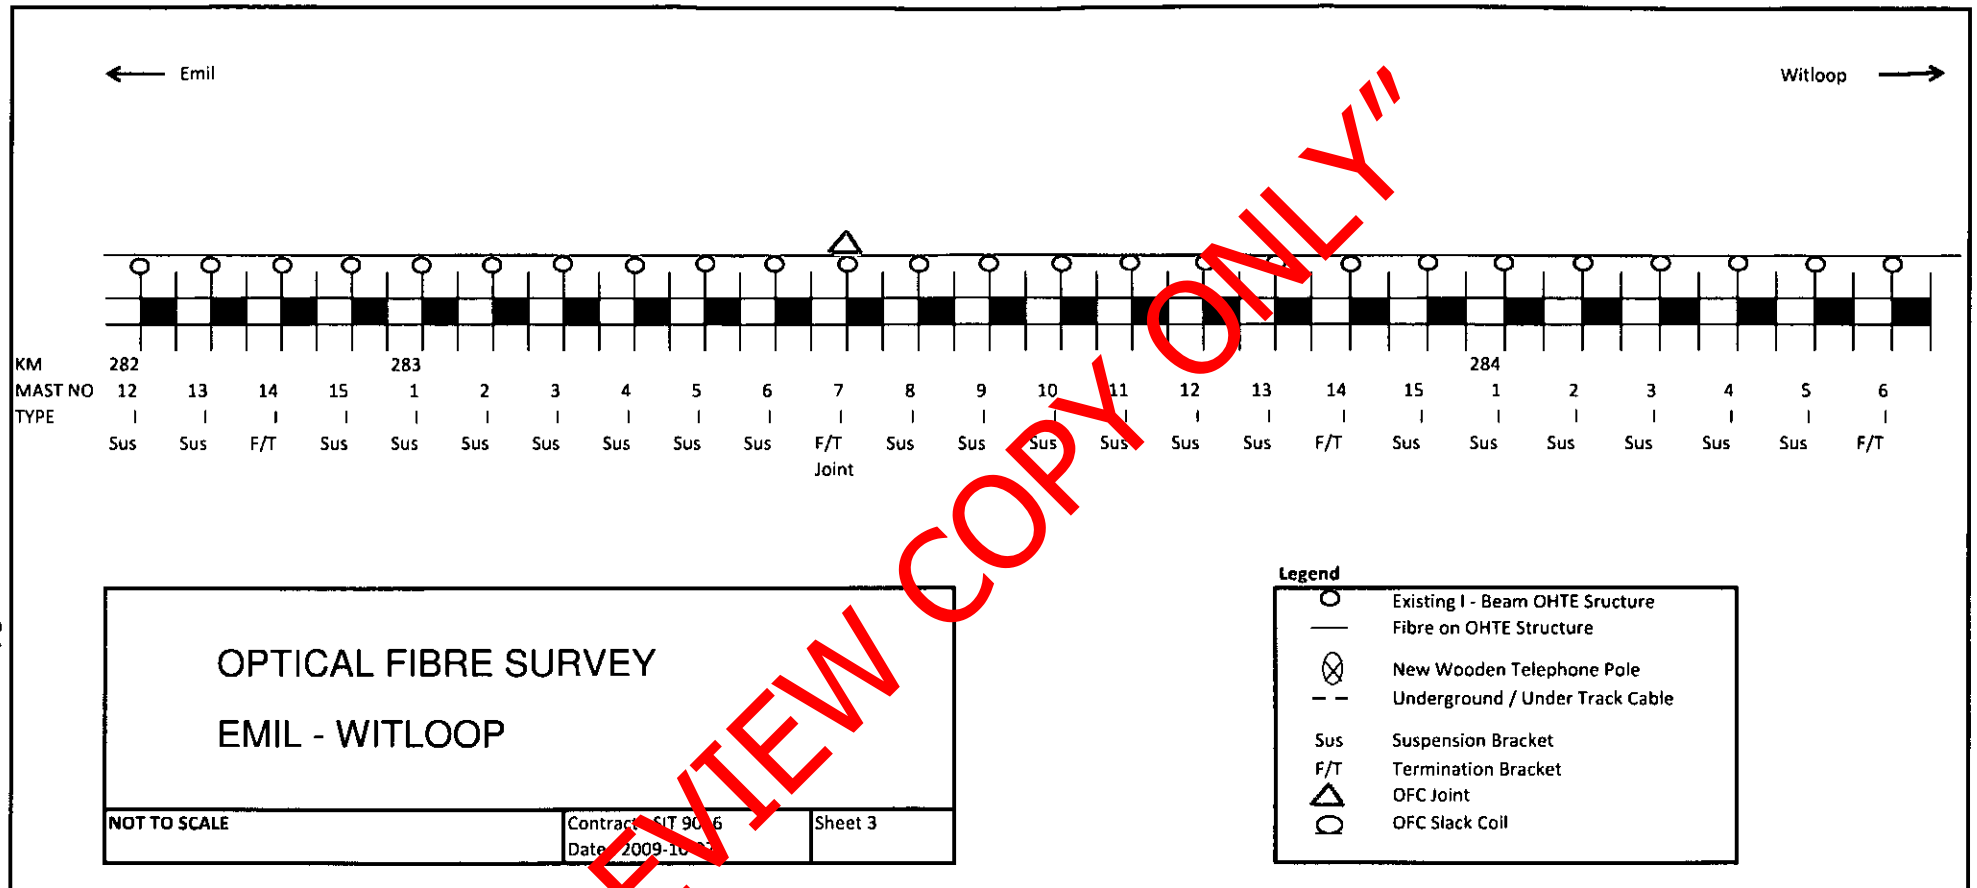 Emil
Witloop
KM 282 283 284
MAST NO 12 13 14 15 1 2 3 4 5 6 7 8 9 10 11 12 13 14 15 1 2 3 4 5 6
TYPE
Sus Sus F/T Sus Sus Sus Sus Sus Sus Sus F/T Sus Sus Sus Sus Sus Sus F/T Sus Sus Sus Sus Sus Sus F/T
Joint
OPTICAL FIBRE SURVEY
EMIL - WITLOOP
NOT TO SCALE
Contract SIT
Sheet 3
Date
Legend
Existing I - Beam OHTE Sructure
Fibre on OHTE Structure
New Wooden Telephone Pole
Underground / Under Track Cable
Sus Suspension Bracket
F/T Termination Bracket
OFC Joint
OFC Slack Coil
EVIEW COPY ONLY"